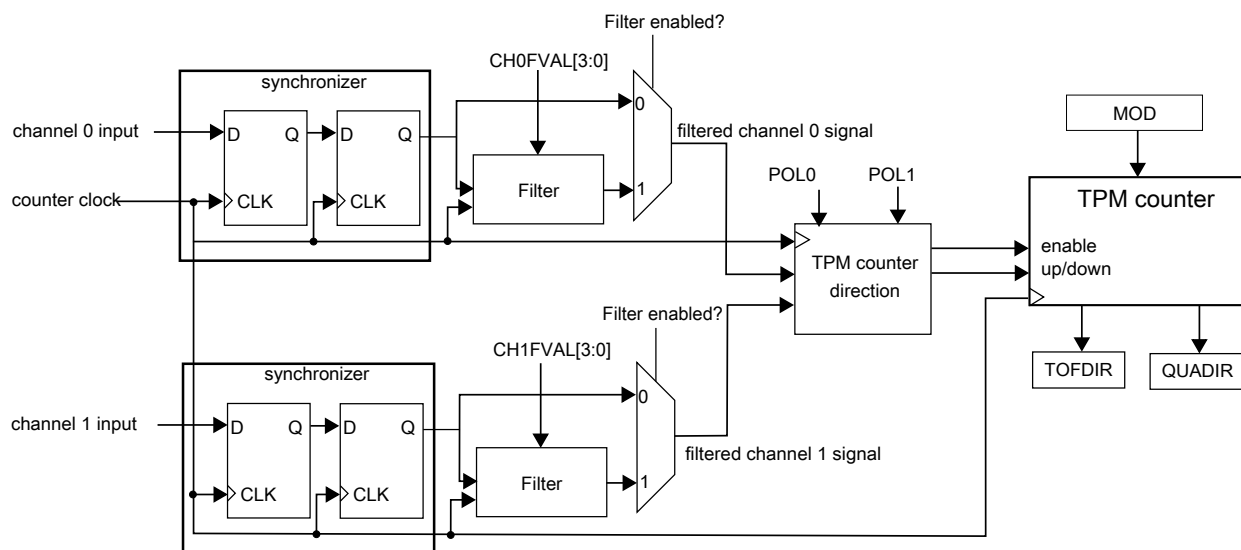 Filter enabled?
CH0FVAL[3:0]
synchronizer
0
MOD
channel 0 input
D
Q
D
Q
filtered channel 0 signal
POL0
POL1
counter clock
CLK
CLK
Filter
1
TPM counter
enable
up/down
TPM counter
direction
Filter enabled?
CH1FVAL[3:0]
TOFDIR
QUADIR
synchronizer
0
channel 1 input
D
Q
D
Q
filtered channel 1 signal
CLK
CLK
Filter
1